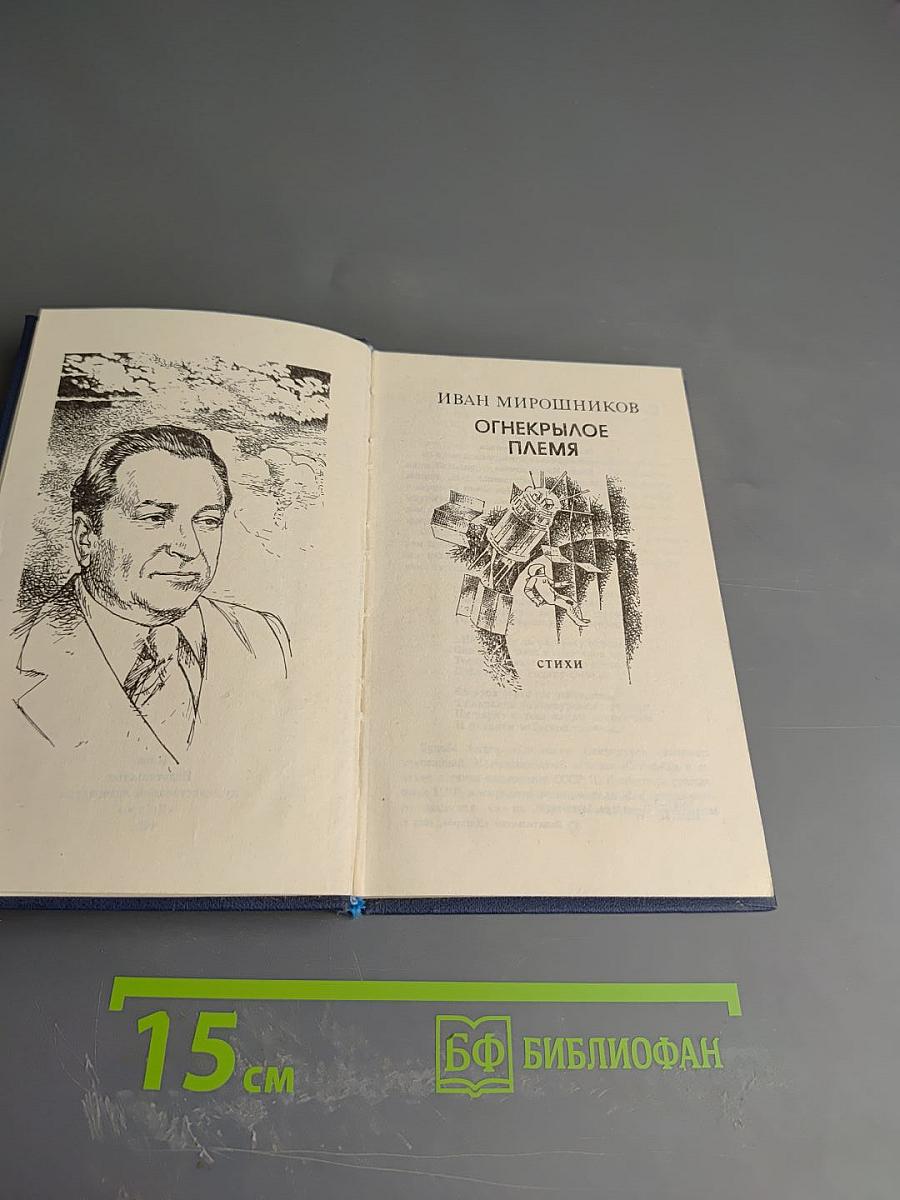 ИВАН МИРОШНИКОВ
ОГНЕКРЫЛОЕ
ПЛЕМЯ
СТИХИ
15 см
БФ БИБЛИОФАН